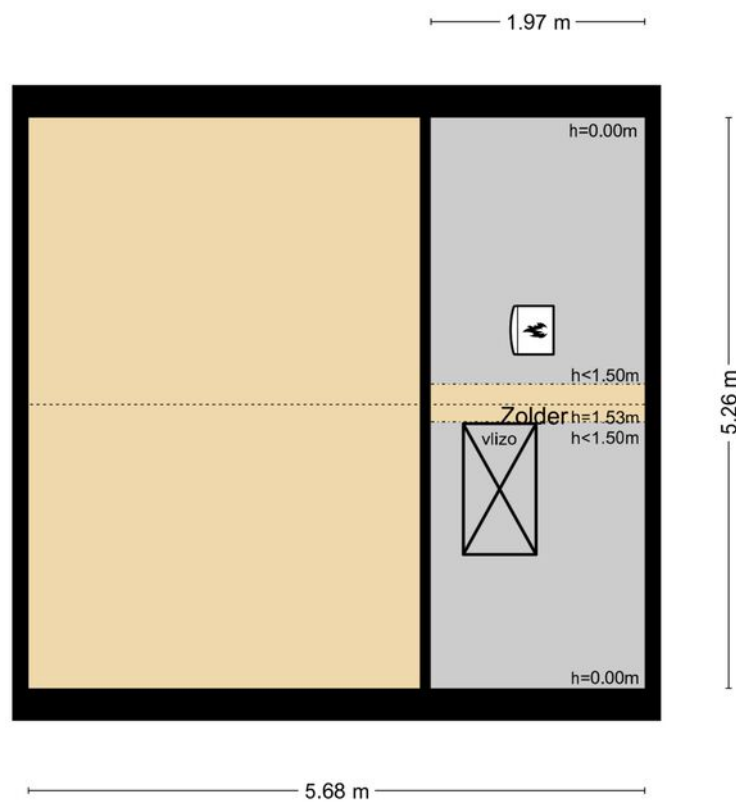 1.97 m
h=0.00m
h<1.50m
Zolder h=1.53m
vlizo h<1.50m
5.26 m
h=0.00m
5.68 m